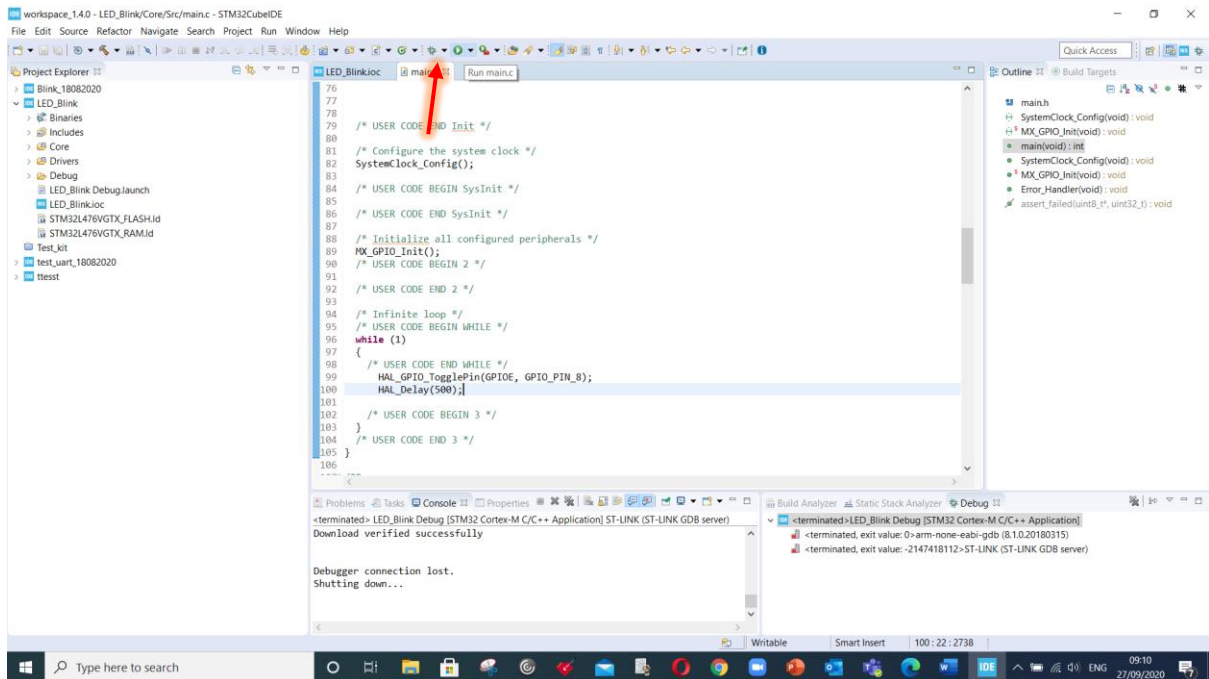 workspace_1.4.0 - LED_Blink/Core/Src/main.c - STM32CubeIDE
File Edit Source Refactor Navigate Search Project Run Window Help
Quick Access
Project Explorer
Blink_18082020
LED_Blink
Binaries
Includes
Core
Drivers
Debug
LED_Blink Debug.launch
LED_Blink.ioc
STM32L476VGTX_FLASH.ld
STM32L476VGTX_RAM.ld
Test_kit
test_uart_18082020
ttesst
LED_Blink.ioc
Run main.c
76
77
78
79 /* USER CODE END Init */
80
81 /* Configure the system clock */
82 SystemClock_Config();
83
84 /* USER CODE BEGIN SysInit */
85
86 /* USER CODE END SysInit */
87
88 /* Initialize all configured peripherals */
89 MX_GPIO_Init();
90 /* USER CODE BEGIN 2 */
91
92 /* USER CODE END 2 */
93
94 /* Infinite loop */
95 /* USER CODE BEGIN WHILE */
96 while (1)
97 {
98 /* USER CODE END WHILE */
99 HAL_GPIO_TogglePin(GPIOE, GPIO_PIN_8);
100 HAL_Delay(500);
101
102 /* USER CODE BEGIN 3 */
103 }
104 /* USER CODE END 3 */
105 }
106
Outline Build Targets
main.h
SystemClock_Config(void) : void
MX_GPIO_Init(void) : void
main(void) : int
SystemClock_Config(void) : void
MX_GPIO_Init(void) : void
Error_Handler(void) : void
assert_failed(uint8_t*, uint32_t) : void
Problems Tasks Console Properties
<terminated> LED_Blink Debug [STM32 Cortex-M C/C++ Application] ST-LINK (ST-LINK GDB server)
Download verified successfully
Debugger connection lost.
Shutting down...
Build Analyzer Static Stack Analyzer Debug
<terminated>LED_Blink Debug [STM32 Cortex-M C/C++ Application]
<terminated, exit value: 0>arm-none-eabi-gdb (8.1.0.20180315)
<terminated, exit value: -2147418112>ST-LINK (ST-LINK GDB server)
Writable Smart Insert 100 : 22 : 2738
Type here to search
IDE
ENG
09:10
27/09/2020